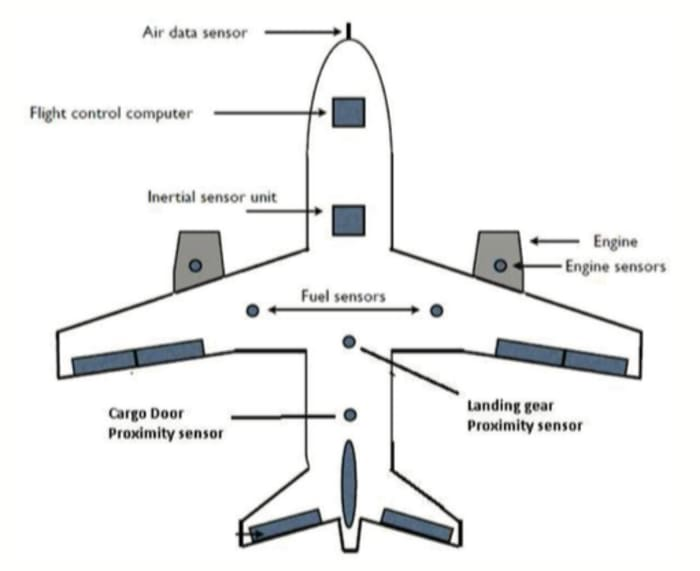 Air data sensor
Flight control computer
Inertial sensor unit
Engine
Engine sensors
Fuel sensors
Cargo Door
Proximity sensor
Landing gear
Proximity sensor